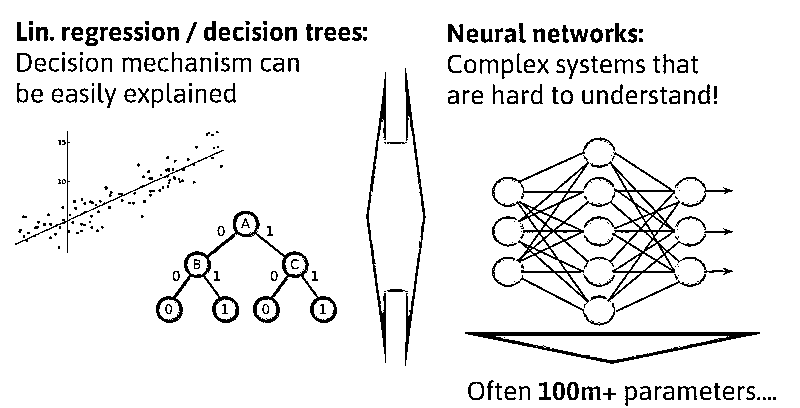 Lin. regression / decision trees:
Decision mechanism can
be easily explained
15
10
A
0 1
B C
0 1 0 1
0 1 0 1
Neural networks:
Complex systems that
are hard to understand!
Often 100m+ parameters....